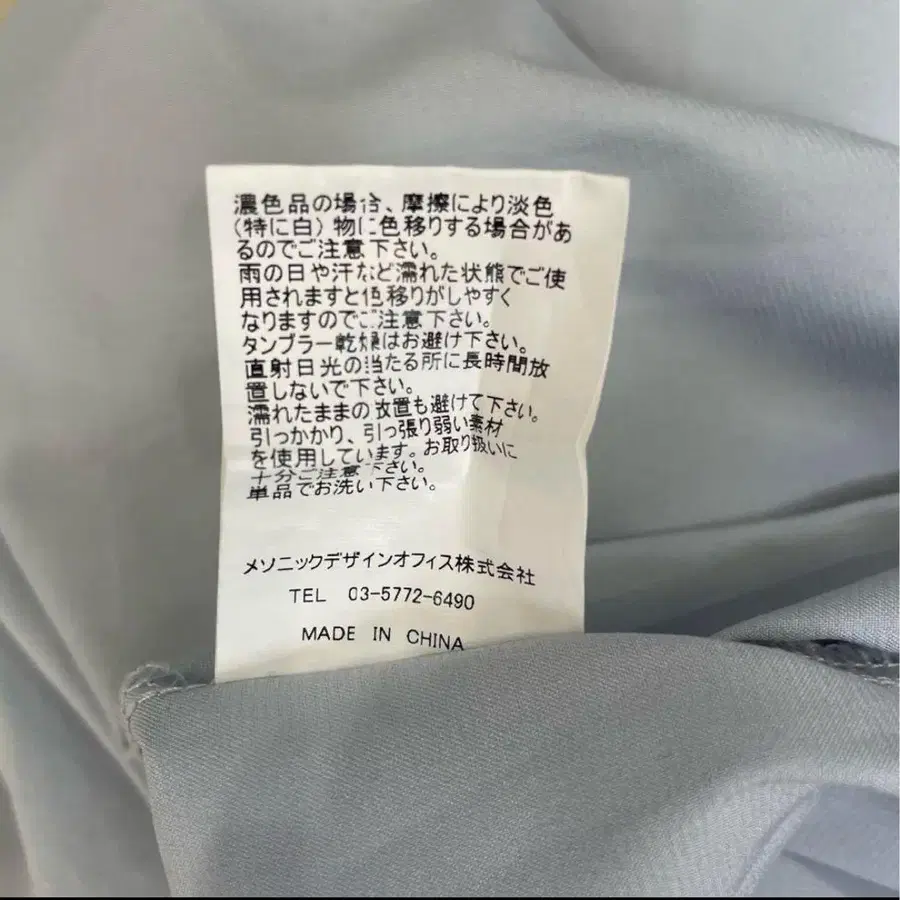 濃色品の場合、摩擦により淡色
(特に白)物に色移りする場合があ
るのでご注意下さい。
雨の日や汗など濡れた状態でご使
用されますと色移りがしやすく
なりますのでご注意下さい。
タンブラー乾燥はお避け下さい。
直射日光の当たる所に長時間放
置しないで下さい。
濡れたままの放置も避けて下さい。
引っかかり、引っ張り弱い素材
を使用しています。お取り扱いに
十分ご注意下さい。
単品でお洗い下さい。
メソニックデザインオフィス株式会社
TEL 03-5772-6490
MADE IN CHINA